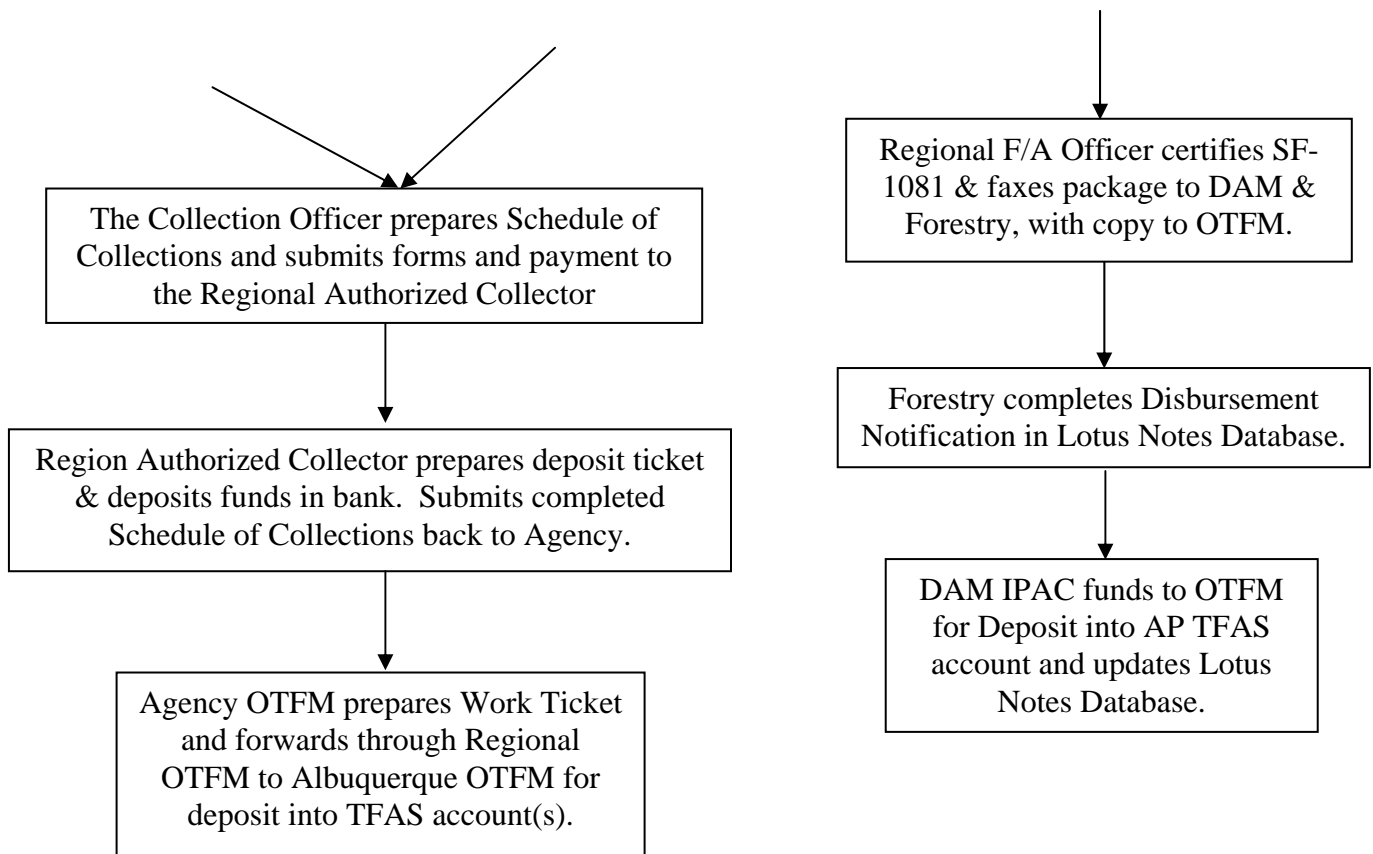 The Collection Officer prepares Schedule of
Collections and submits forms and payment to
the Regional Authorized Collector
Region Authorized Collector prepares deposit ticket
& deposits funds in bank.  Submits completed
Schedule of Collections back to Agency.
Agency OTFM prepares Work Ticket
and forwards through Regional
OTFM to Albuquerque OTFM for
deposit into TFAS account(s).
Regional F/A Officer certifies SF-
1081 & faxes package to DAM &
Forestry, with copy to OTFM.
Forestry completes Disbursement
Notification in Lotus Notes Database.
DAM IPAC funds to OTFM
for Deposit into AP TFAS
account and updates Lotus
Notes Database.